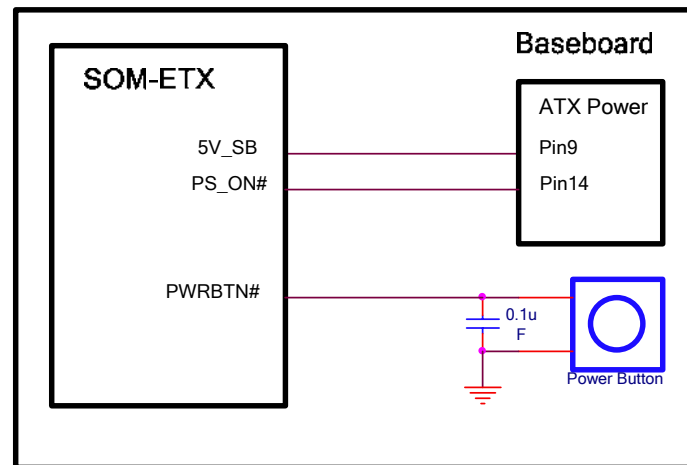 Baseboard
SOM-ETX
ATX Power
5V_SB
Pin9
PS_ON#
Pin14
PWRBTN#
0.1u
F
Power Button